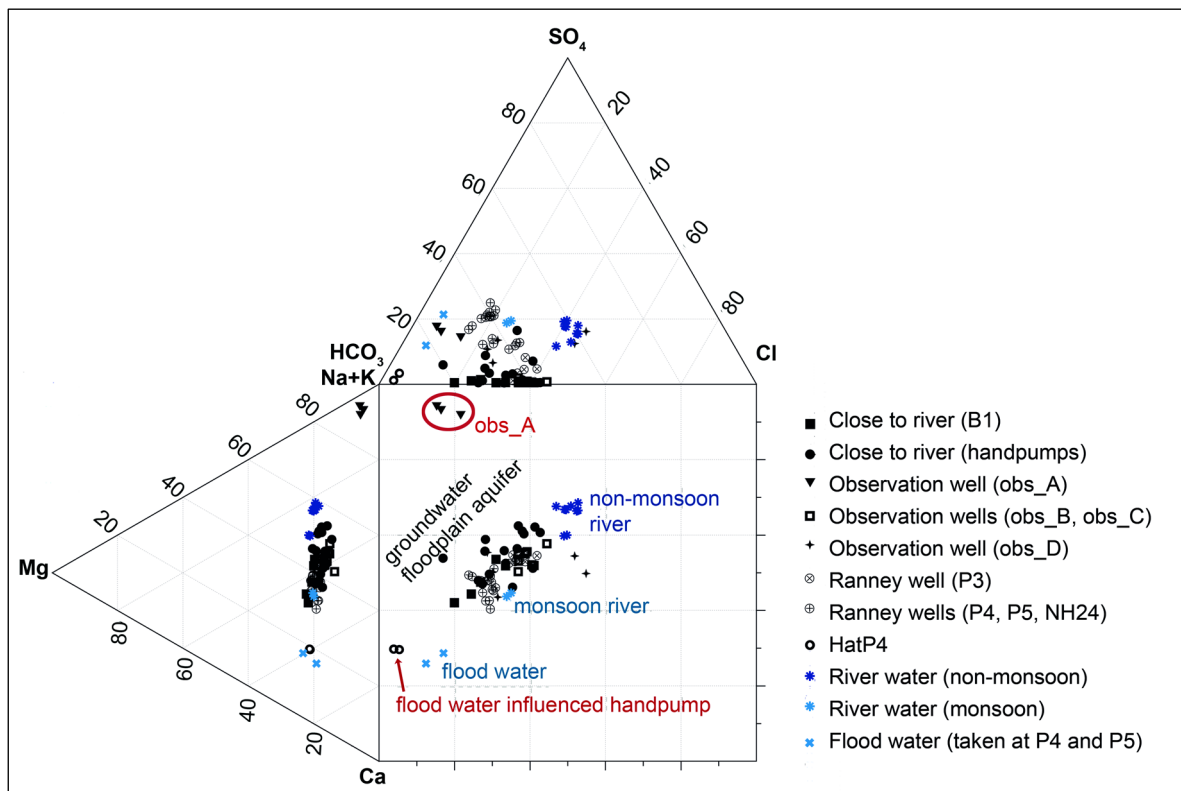 SO4
80
20
60
40
40
60
20
80
HCO3
Cl
Na+K
80
60
40
20
Mg
80
60
40
20
Ca
obs_A
groundwater
floodplain aquifer
non-monsoon
river
monsoon river
flood water
flood water influenced handpump
Close to river (B1)
Close to river (handpumps)
Observation well (obs_A)
Observation wells (obs_B, obs_C)
Observation well (obs_D)
Ranney well (P3)
Ranney wells (P4, P5, NH24)
HatP4
River water (non-monsoon)
River water (monsoon)
Flood water (taken at P4 and P5)